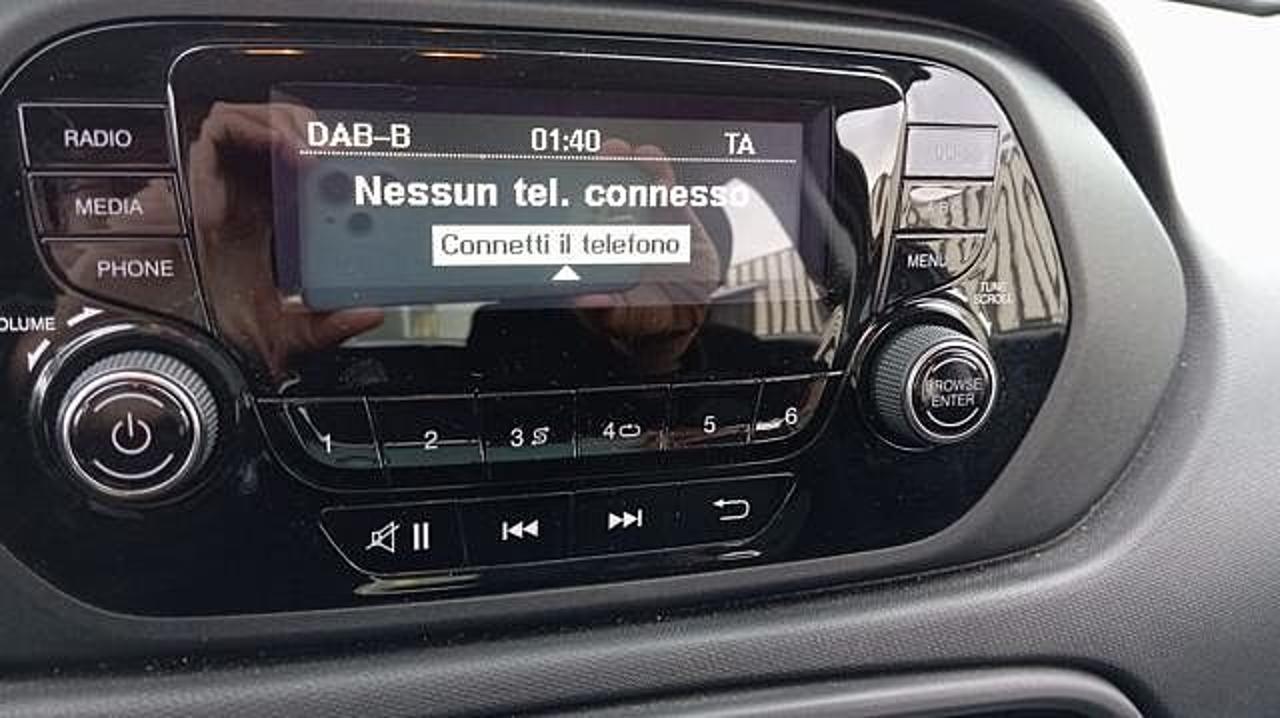 RADIO
MEDIA
PHONE
VOLUME
DAB-B 01:40 TA
Nessun tel. connesso
Connetti il telefono
MENU
TUNE
SCROLL
BROWSE
ENTER
1 2 3 4 5 6